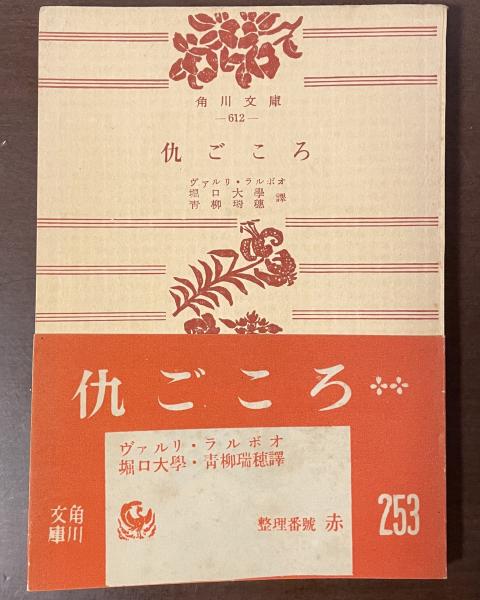 角川文庫
—612—
仇ごころ
ヴァルリ・ラルボオ
堀口大學
青柳瑞穗 譯
仇ごころ
ヴァルリ・ラルボオ
堀口大學・青柳瑞穗譯
角川文庫
整理番號 赤
253